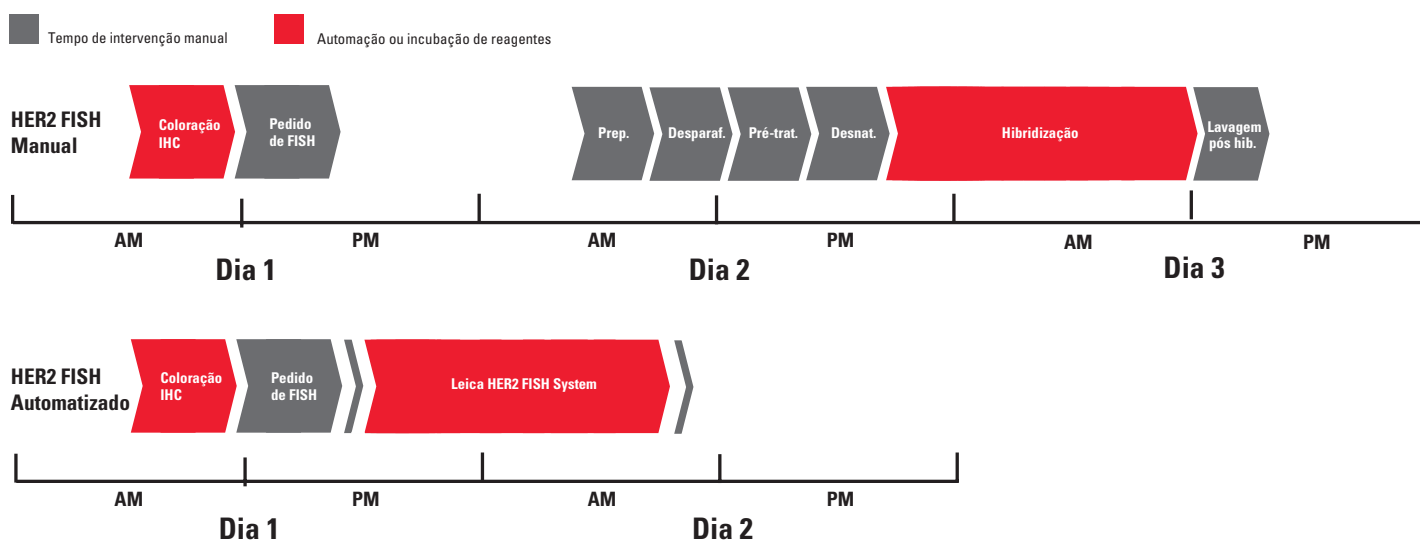 Tempo de intervenção manual
Automação ou incubação de reagentes
HER2 FISH
Manual
Coloração
IHC
Pedido
de FISH
Prep.
Desparaf.
Pré-trat.
Desnat.
Hibridização
Lavagem
pós hib.
AM
PM
AM
PM
AM
PM
Dia 1
Dia 2
Dia 3
HER2 FISH
Automatizado
Coloração
IHC
Pedido
de FISH
Leica HER2 FISH System
AM
PM
AM
PM
Dia 1
Dia 2